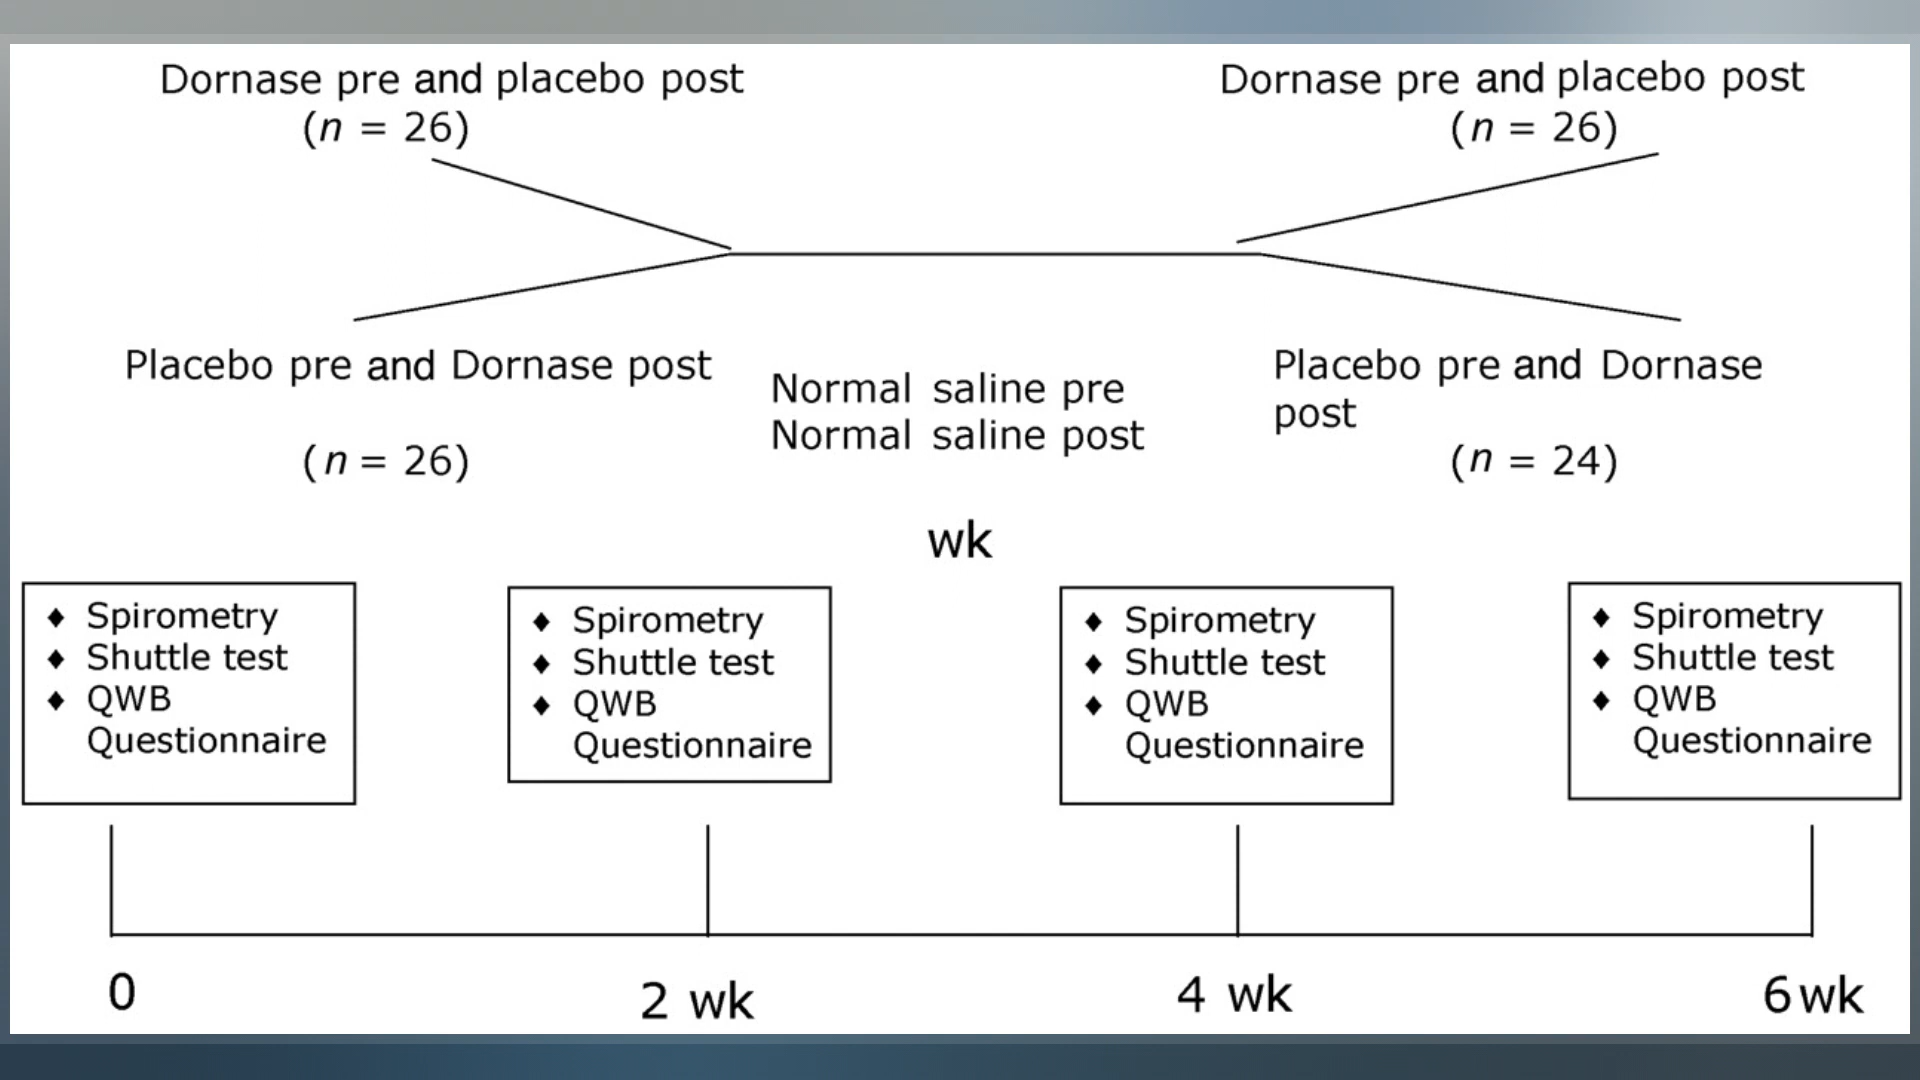 Dornase pre and placebo post
(n = 26)
Dornase pre and placebo post
(n = 26)
Placebo pre and Dornase post
(n = 26)
Normal saline pre
Normal saline post
Placebo pre and Dornase
post
(n = 24)
wk
♦ Spirometry
♦ Shuttle test
♦ QWB
Questionnaire
♦ Spirometry
♦ Shuttle test
♦ QWB
Questionnaire
♦ Spirometry
♦ Shuttle test
♦ QWB
Questionnaire
♦ Spirometry
♦ Shuttle test
♦ QWB
Questionnaire
0
2 wk
4 wk
6 wk